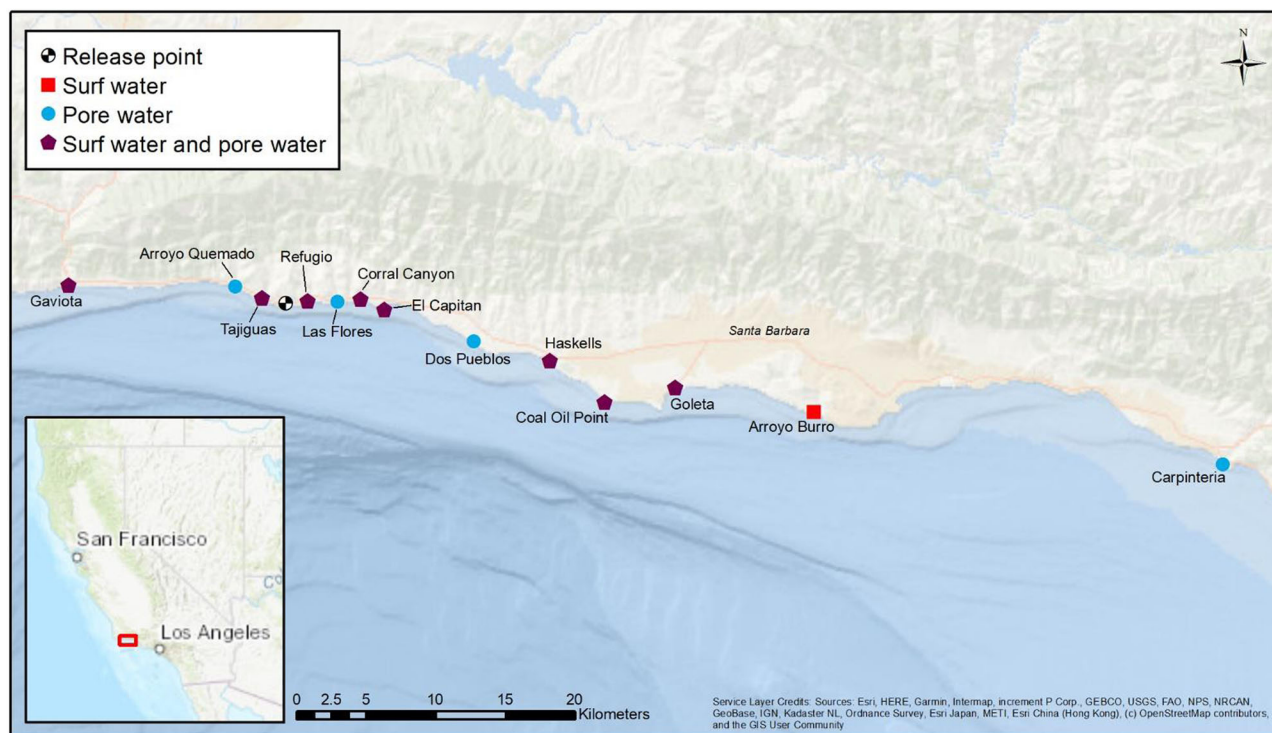 Release point
Surf water
Pore water
Surf water and pore water
N
Arroyo Quemado
Refugio
Corral Canyon
Gaviota
Tajiguas
Las Flores
El Capitan
Santa Barbara
Haskells
Dos Pueblos
Goleta
Coal Oil Point
Arroyo Burro
Carpinteria
San Francisco
Los Angeles
0 2.5 5 10 15 20
Kilometers
Service Layer Credits: Sources: Esri, HERE, Garmin, Intermap, increment P Corp., GEBCO, USGS, FAO, NPS, NRCAN,
GeoBase, IGN, Kadaster NL, Ordnance Survey, Esri Japan, METI, Esri China (Hong Kong), (c) OpenStreetMap contributors,
and the GIS User Community